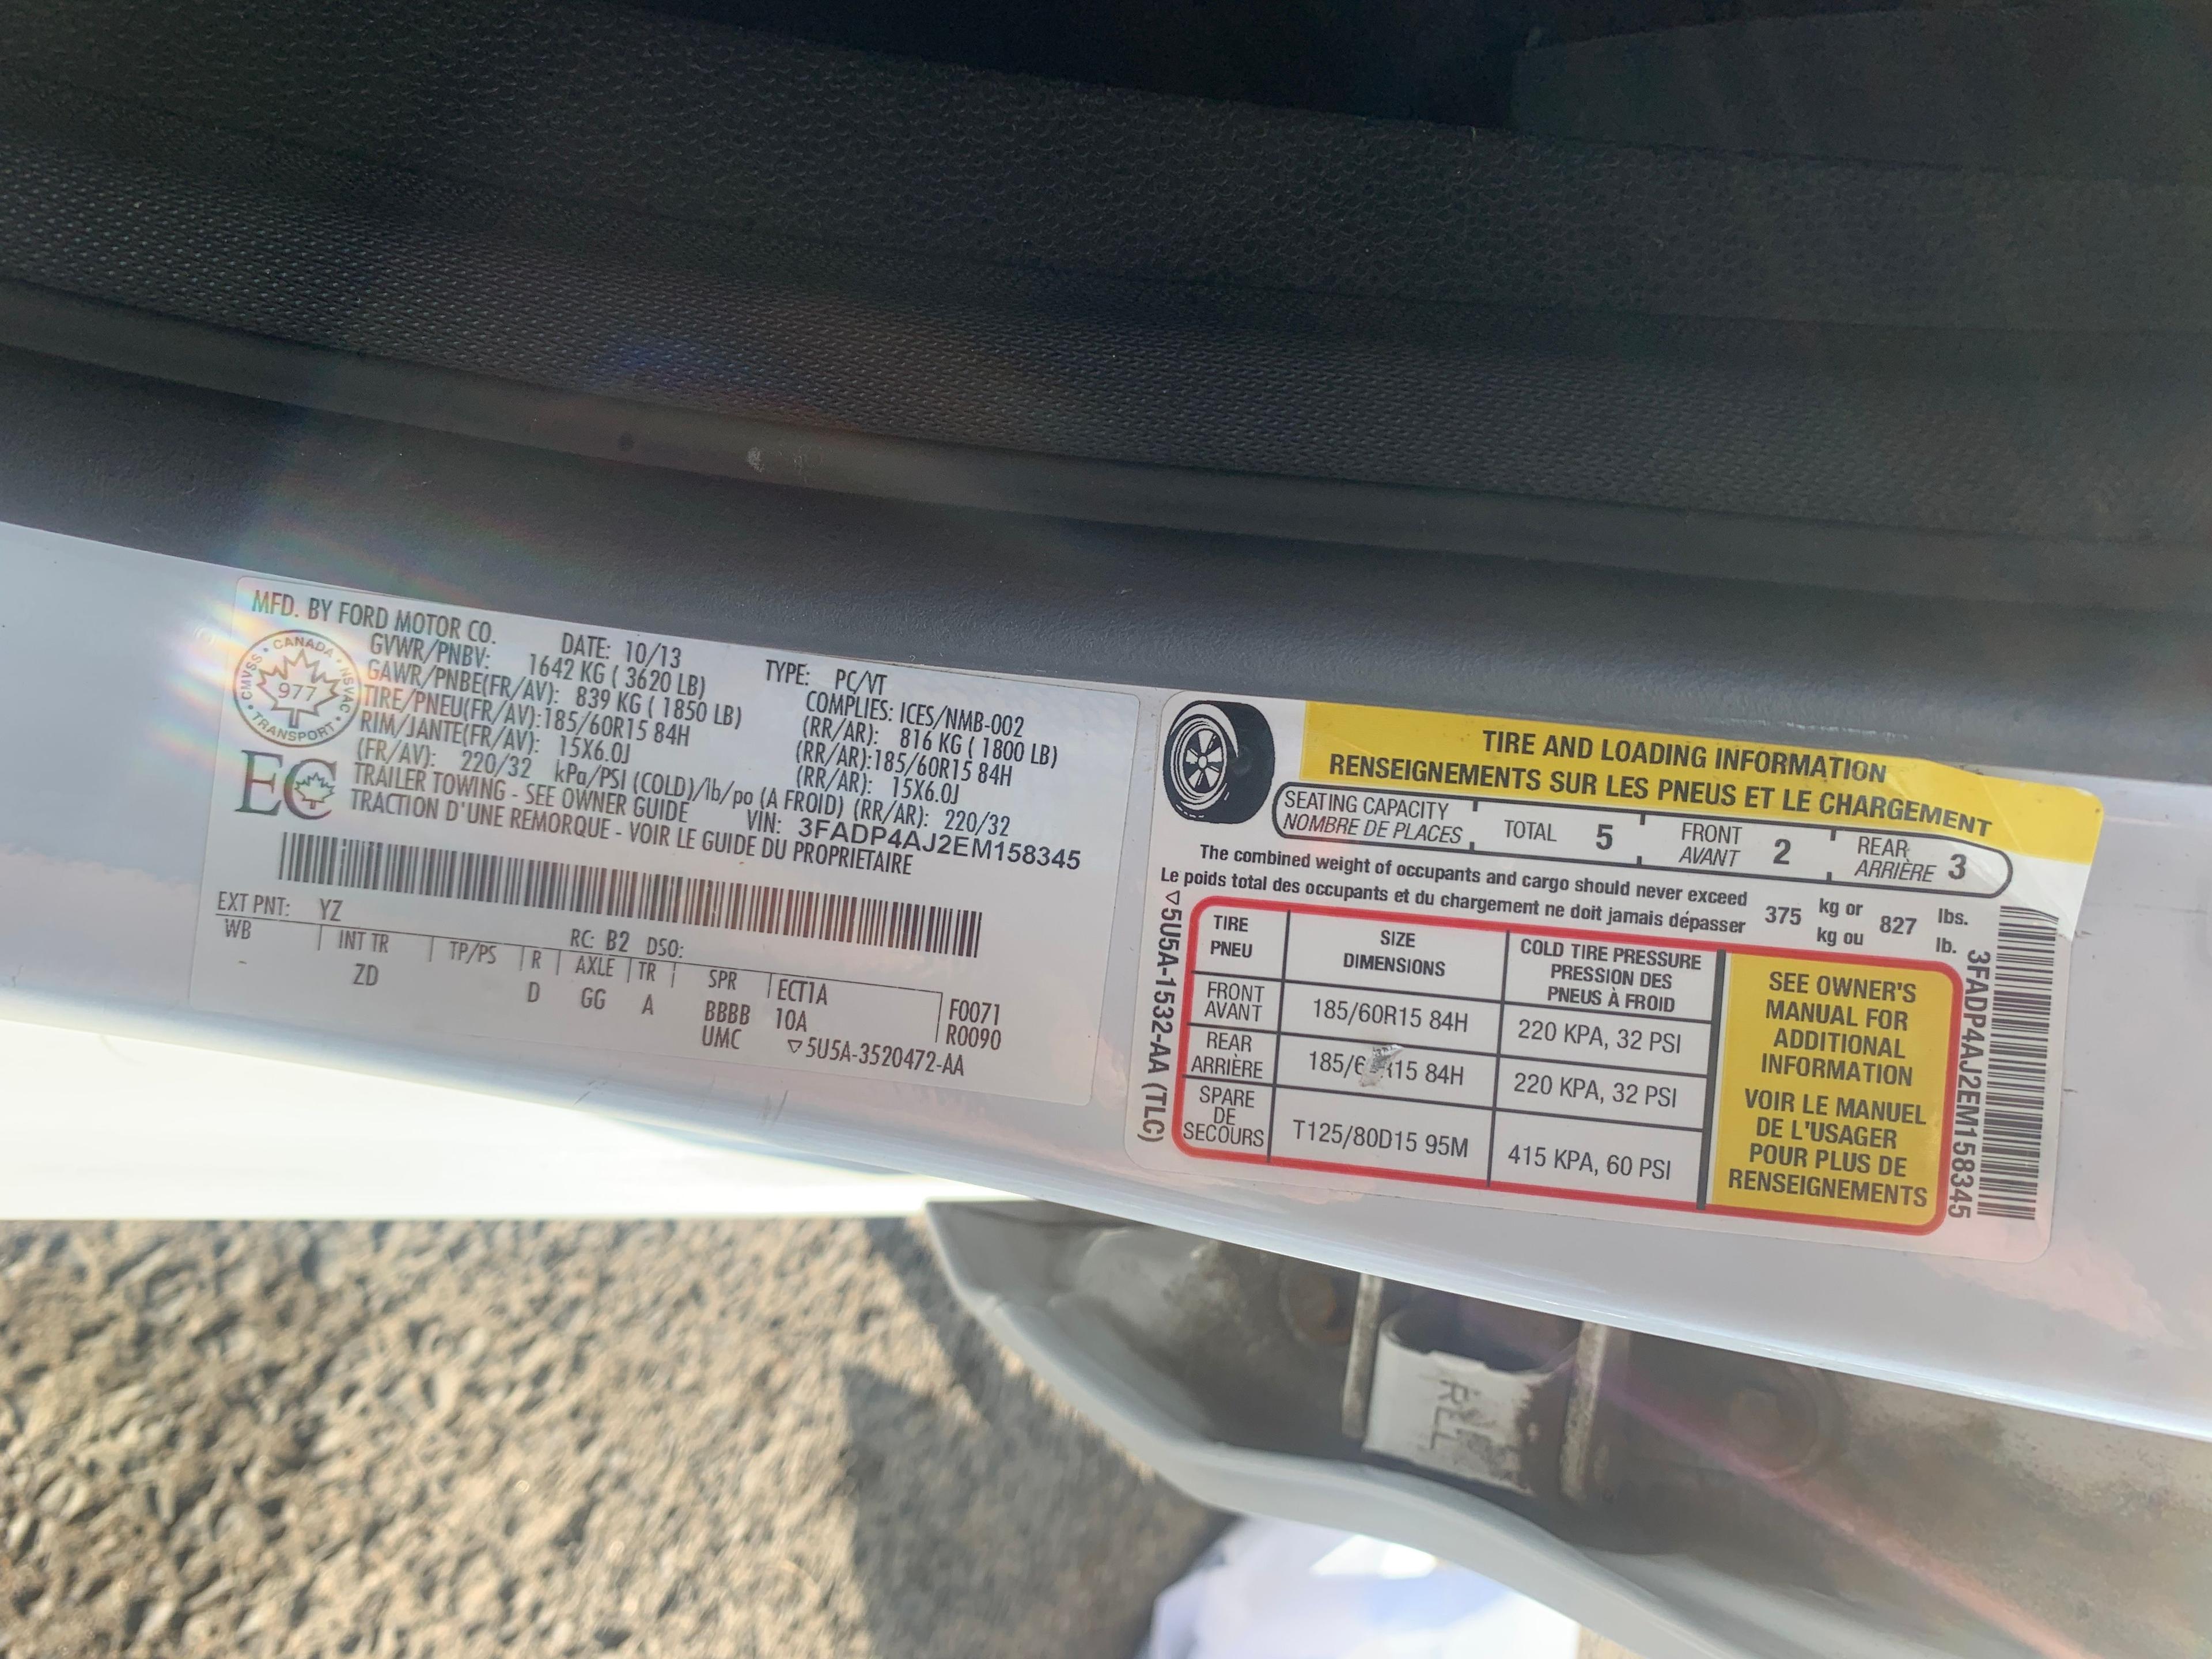 MFD. BY FORD MOTOR CO.
DATE: 10/13
TYPE: PC/VT
GVWR/PNBV: 1642 KG ( 3620 LB)
COMPLIES: ICES/NMB-002
GAWR/PNBE(FR/AV): 839 KG ( 1850 LB) (RR/AR): 816 KG ( 1800 LB)
TIRE/PNEU(FR/AV):185/60R15 84H (RR/AR):185/60R15 84H
RIM/JANTE(FR/AV): 15X6.0J (RR/AR): 15X6.0J
(FR/AV): 220/32 kPa/PSI (COLD)/lb/po (A FROID) (RR/AR): 220/32
TRAILER TOWING - SEE OWNER GUIDE VIN: 3FADP4AJ2EM158345
TRACTION D'UNE REMORQUE - VOIR LE GUIDE DU PROPRIETAIRE
CANADA
CMVSS 977 NSVAC
TRANSPORT
EC
EXT PNT: YZ RC: B2 DSO:
WB INT TR TP/PS R AXLE TR SPR ECT1A F0071
- ZD D GG A BBBB 10A R0090
UMC ▽5U5A-3520472-AA
TIRE AND LOADING INFORMATION
RENSEIGNEMENTS SUR LES PNEUS ET LE CHARGEMENT
SEATING CAPACITY
NOMBRE DE PLACES
TOTAL 5
FRONT
AVANT 2
REAR
ARRIÈRE 3
The combined weight of occupants and cargo should never exceed 375 kg or 827 lbs.
Le poids total des occupants et du chargement ne doit jamais dépasser kg ou lb.
▽5U5A-1532-AA (TLC)
TIRE
PNEU
SIZE
DIMENSIONS
COLD TIRE PRESSURE
PRESSION DES
PNEUS À FROID
FRONT
AVANT
185/60R15 84H
220 KPA, 32 PSI
REAR
ARRIÈRE
84H
220 KPA, 32 PSI
SPARE
DE
SECOURS
T125/80D15 95M
415 KPA, 60 PSI
SEE OWNER'S
MANUAL FOR
ADDITIONAL
INFORMATION
VOIR LE MANUEL
DE L'USAGER
POUR PLUS DE
RENSEIGNEMENTS
3FADP4AJ2EM158345